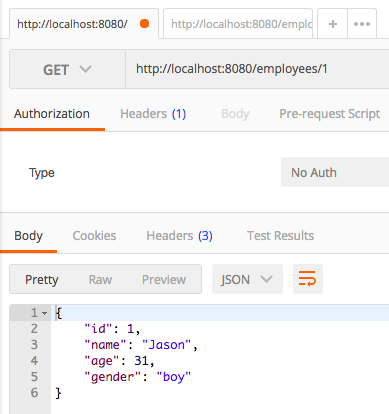 http://localhost:8080/ http://localhost:8080/emplo + •••
GET http://localhost:8080/employees/1
Authorization Headers (1) Body Pre-request Script
Type No Auth
Body Cookies Headers (3) Test Results
Pretty Raw Preview JSON
1 {
2 "id": 1,
3 "name": "Jason",
4 "age": 31,
5 "gender": "boy"
6 }